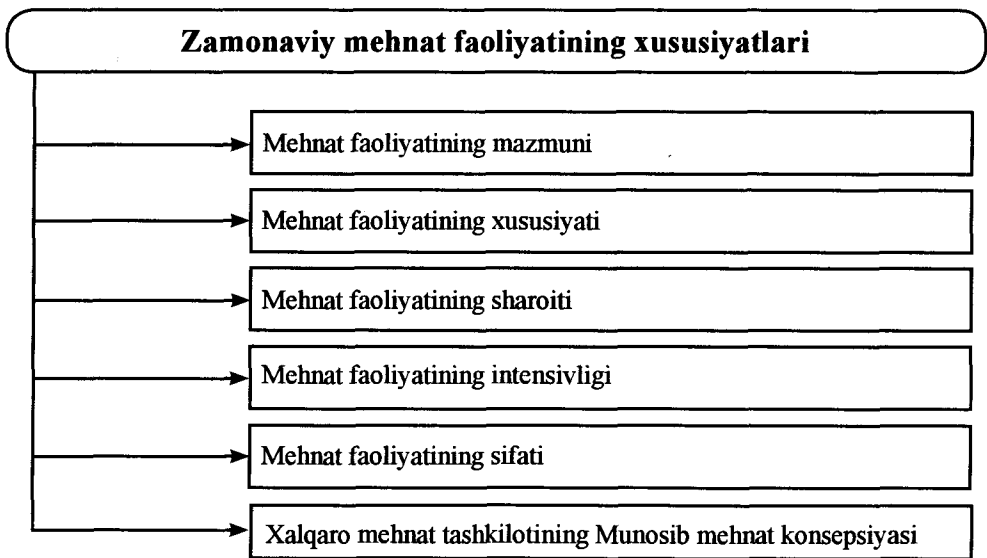 Zamonaviy mehnat faoliyatining xususiyatlari
Mehnat faoliyatining mazmuni
Mehnat faoliyatining xususiyati
Mehnat faoliyatining sharoiti
Mehnat faoliyatining intensivligi
Mehnat faoliyatining sifati
Xalqaro mehnat tashkilotining Munosib mehnat konsepsiyasi